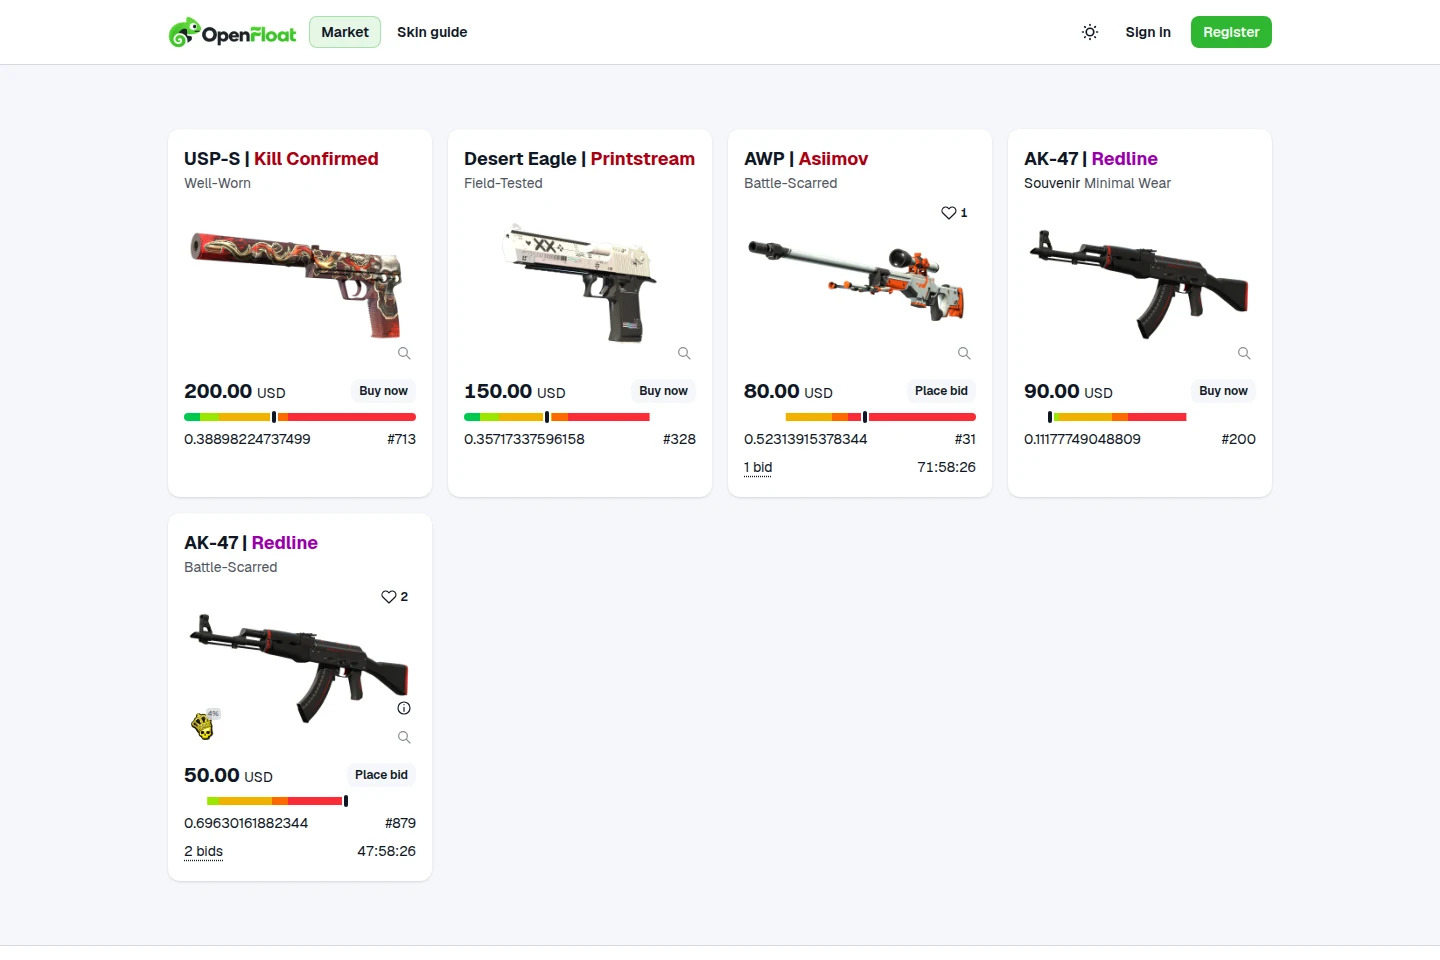 OpenFloat
Market
Skin guide
Sign in
Register
USP-S | Kill Confirmed
Well-Worn
200.00 USD
Buy now
0.38898224737499
#713
Desert Eagle | Printstream
Field-Tested
XX
150.00 USD
Buy now
0.35717337596158
#328
AWP | Asiimov
Battle-Scarred
1
80.00 USD
Place bid
0.52313915378344
#31
1 bid
71:58:26
AK-47 | Redline
Souvenir Minimal Wear
90.00 USD
Buy now
0.11177749048809
#200
AK-47 | Redline
Battle-Scarred
2
4%
50.00 USD
Place bid
0.69630161882344
#879
2 bids
47:58:26